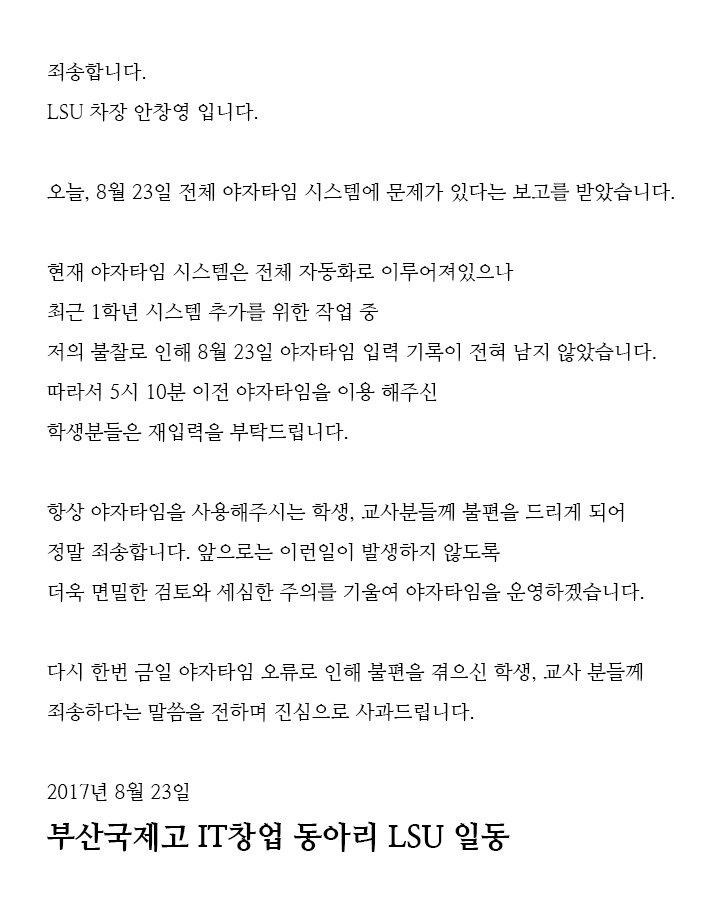 죄송합니다.
LSU 차장 안창영 입니다.
오늘, 8월 23일 전체 야자타임 시스템에 문제가 있다는 보고를 받았습니다.
현재 야자타임 시스템은 전체 자동화로 이루어져있으나
최근 1학년 시스템 추가를 위한 작업 중
저의 불찰로 인해 8월 23일 야자타임 입력 기록이 전혀 남지 않았습니다.
따라서 5시 10분 이전 야자타임을 이용 해주신
학생분들은 재입력을 부탁드립니다.
항상 야자타임을 사용해주시는 학생, 교사분들께 불편을 드리게 되어
정말 죄송합니다. 앞으로는 이런일이 발생하지 않도록
더욱 면밀한 검토와 세심한 주의를 기울여 야자타임을 운영하겠습니다.
다시 한번 금일 야자타임 오류로 인해 불편을 겪으신 학생, 교사 분들께
죄송하다는 말씀을 전하며 진심으로 사과드립니다.
2017년 8월 23일
부산국제고 IT창업 동아리 LSU 일동